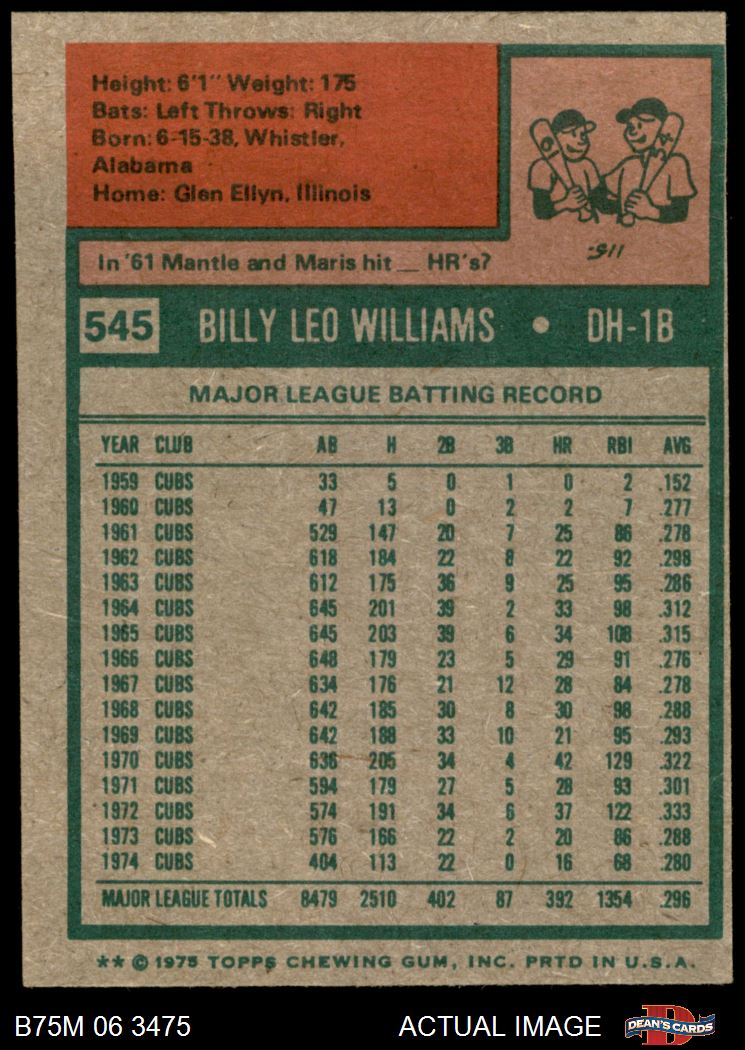 Height: 6'1" Weight: 175
Bats: Left Throws: Right
Born: 6-15-38, Whistler,
Alabama
Home: Glen Ellyn, Illinois
6
54
115-
In '61 Mantle and Maris hit __ HR's?
545 BILLY LEO WILLIAMS • DH-1B
MAJOR LEAGUE BATTING RECORD
YEAR CLUB AB H 2B 3B HR RBI AVG
1959 CUBS 33 5 0 1 0 2 .152
1960 CUBS 47 13 0 2 2 7 .277
1961 CUBS 529 147 20 7 25 86 .278
1962 CUBS 618 184 22 8 22 92 .298
1963 CUBS 612 175 36 9 25 95 .286
1964 CUBS 645 201 39 2 33 98 .312
1965 CUBS 645 203 39 6 34 108 .315
1966 CUBS 648 179 23 5 29 91 .276
1967 CUBS 634 176 21 12 28 84 .278
1968 CUBS 642 185 30 8 30 98 .288
1969 CUBS 642 188 33 10 21 95 .293
1970 CUBS 636 205 34 4 42 129 .322
1971 CUBS 594 179 27 5 28 93 .301
1972 CUBS 574 191 34 6 37 122 .333
1973 CUBS 576 166 22 2 20 86 .288
1974 CUBS 404 113 22 0 16 68 .280
MAJOR LEAGUE TOTALS 8479 2510 402 87 392 1354 .296
** © 1975 TOPPS CHEWING GUM, INC. PRTD IN U.S.A.
B75M 06 3475 ACTUAL IMAGE D DEAN'S CARDS